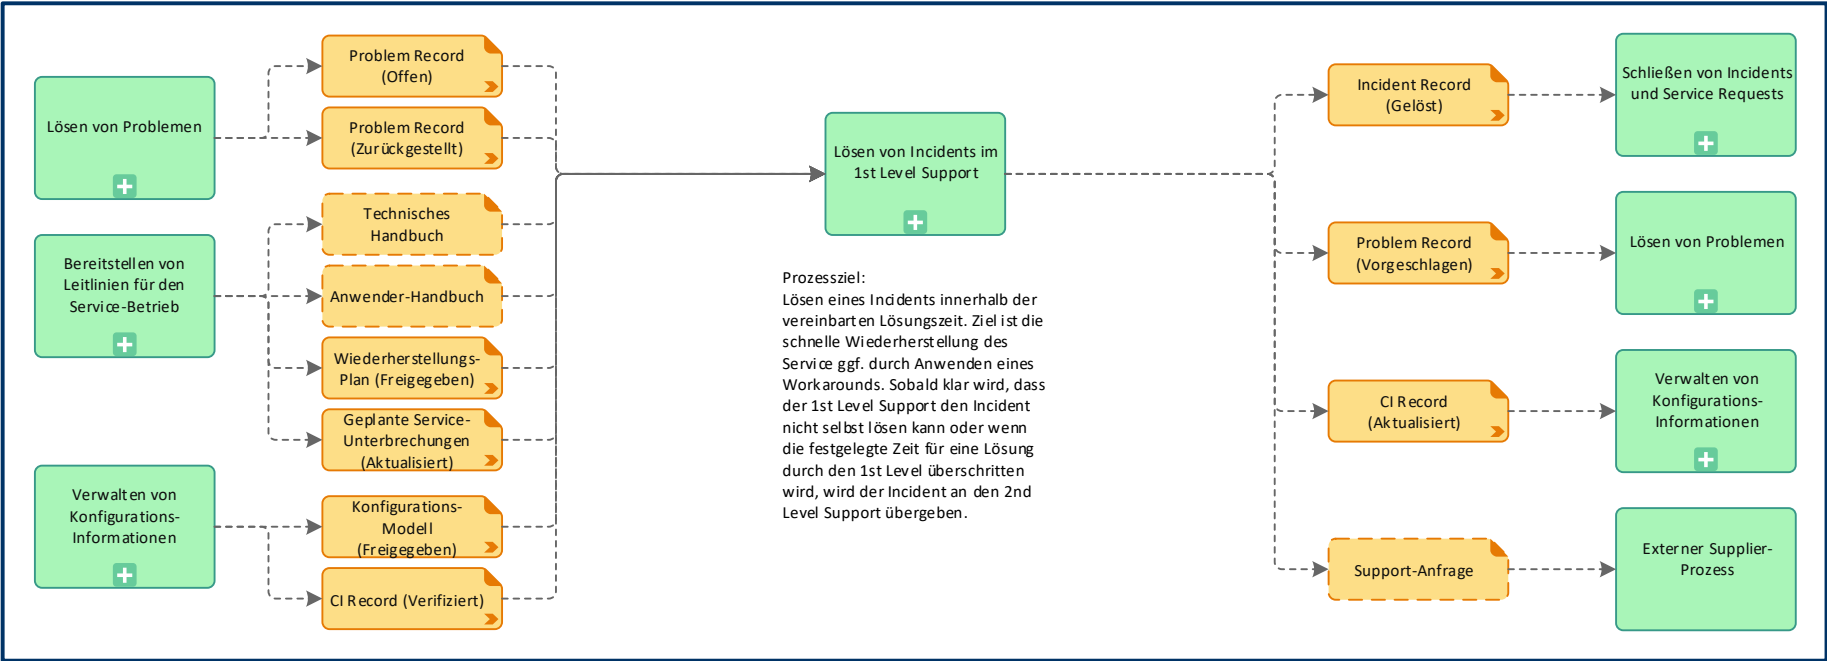 Lösen von Problemen
Bereitstellen von
Leitlinien für den
Service-Betrieb
Verwalten von
Konfigurations-
Informationen
Problem Record
(Offen)
Problem Record
(Zurückgestellt)
Technisches
Handbuch
Anwender-Handbuch
Wiederherstellungs-
Plan (Freigegeben)
Geplante Service-
Unterbrechungen
(Aktualisiert)
Konfigurations-
Modell
(Freigegeben)
CI Record (Verifiziert)
Lösen von Incidents im
1st Level Support
Prozessziel:
Lösen eines Incidents innerhalb der
vereinbarten Lösungszeit. Ziel ist die
schnelle Wiederherstellung des
Service ggf. durch Anwenden eines
Workarounds. Sobald klar wird, dass
der 1st Level Support den Incident
nicht selbst lösen kann oder wenn
die festgelegte Zeit für eine Lösung
durch den 1st Level überschritten
wird, wird der Incident an den 2nd
Level Support übergeben.
Incident Record
(Gelöst)
Problem Record
(Vorgeschlagen)
CI Record
(Aktualisiert)
Support-Anfrage
Schließen von Incidents
und Service Requests
Lösen von Problemen
Verwalten von
Konfigurations-
Informationen
Externer Supplier-
Prozess